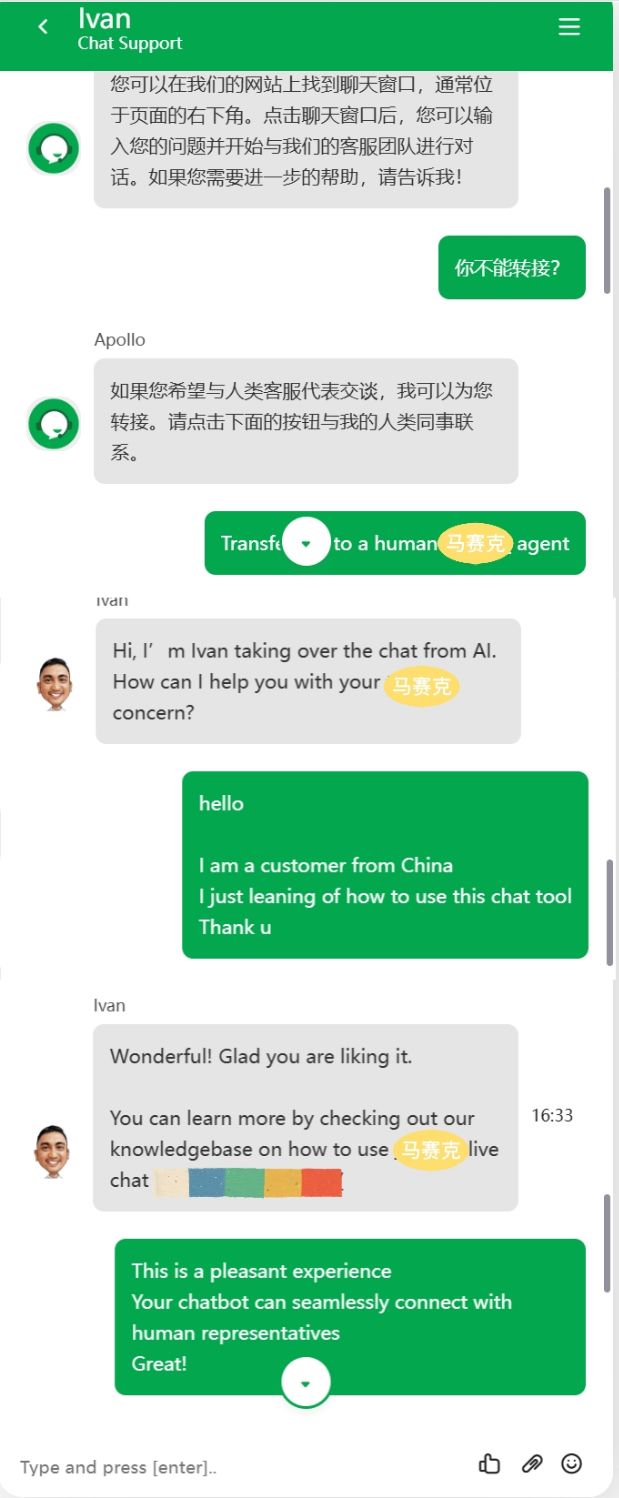 Ivan
Chat Support
您可以在我们的网站上找到聊天窗口，通常位
于页面的右下角。点击聊天窗口后，您可以输
入您的问题并开始与我们的客服团队进行对
话。如果您需要进一步的帮助，请告诉我！
你不能转接？
Apollo
如果您希望与人类客服代表交谈，我可以为您
转接。请点击下面的按钮与我的人类同事联
系。
to a human 马赛克 agent
Ivan
Hi, I’m Ivan taking over the chat from AI.
How can I help you with your 马赛克
concern?
hello
I am a customer from China
I just leaning of how to use this chat tool
Thank u
Ivan
Wonderful! Glad you are liking it.
You can learn more by checking out our
16:33
knowledgebase on how to use 马赛克 live
chat
This is a pleasant experience
Your chatbot can seamlessly connect with
human representatives
Great!
Type and press [enter]..